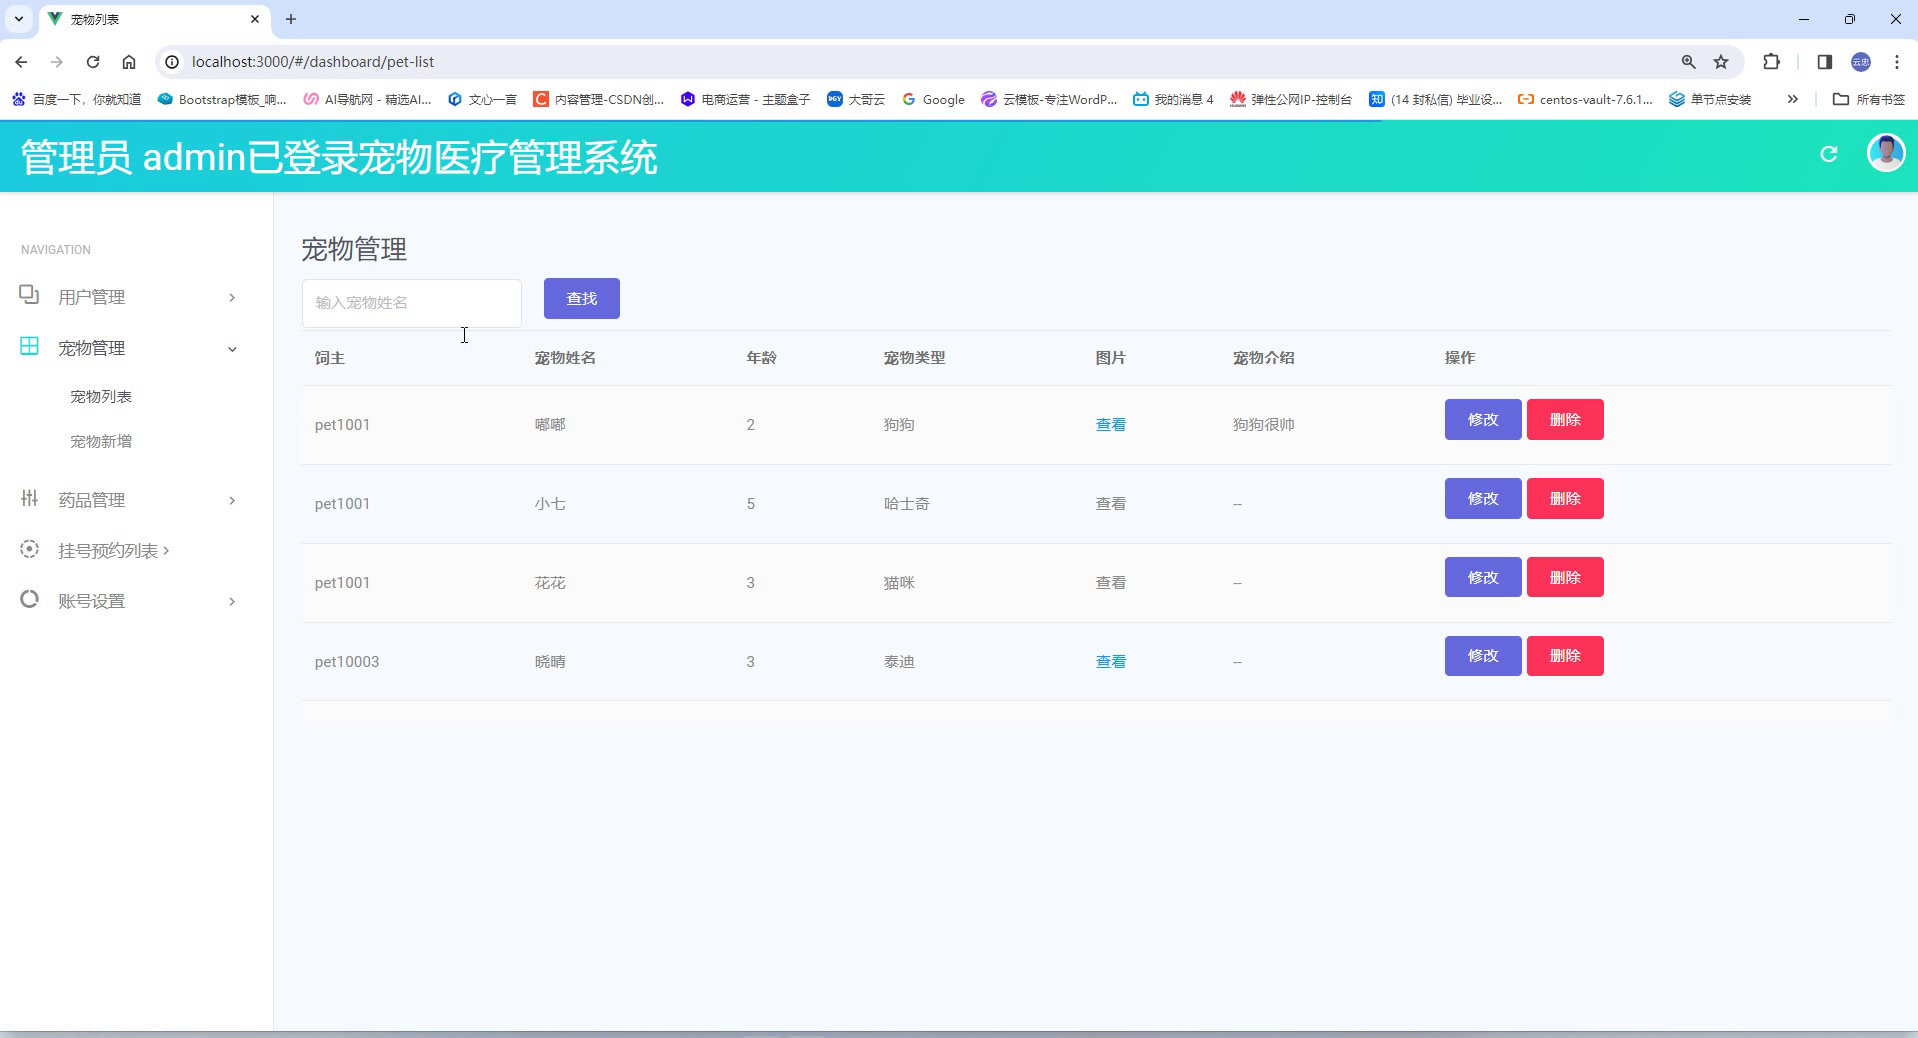 宠物列表
localhost:3000/#/dashboard/pet-list
云忠
百度一下，你就知道 Bootstrap模板_响... AI导航网 - 精选AI... 文心一言 内容管理-CSDN创... 电商运营 - 主题盒子 大哥云 Google 云模板-专注WordP... 我的消息 4 弹性公网IP-控制台 (14 封私信) 毕业设... centos-vault-7.6.1... 单节点安装 » 所有书签
管理员 admin已登录宠物医疗管理系统
NAVIGATION
用户管理
宠物管理
宠物列表
宠物新增
药品管理
挂号预约列表
账号设置
宠物管理
输入宠物姓名 查找
饲主 宠物姓名 年龄 宠物类型 图片 宠物介绍 操作
pet1001 嘟嘟 2 狗狗 查看 狗狗很帅 修改 删除
pet1001 小七 5 哈士奇 查看 -- 修改 删除
pet1001 花花 3 猫咪 查看 -- 修改 删除
pet10003 晓晴 3 泰迪 查看 -- 修改 删除